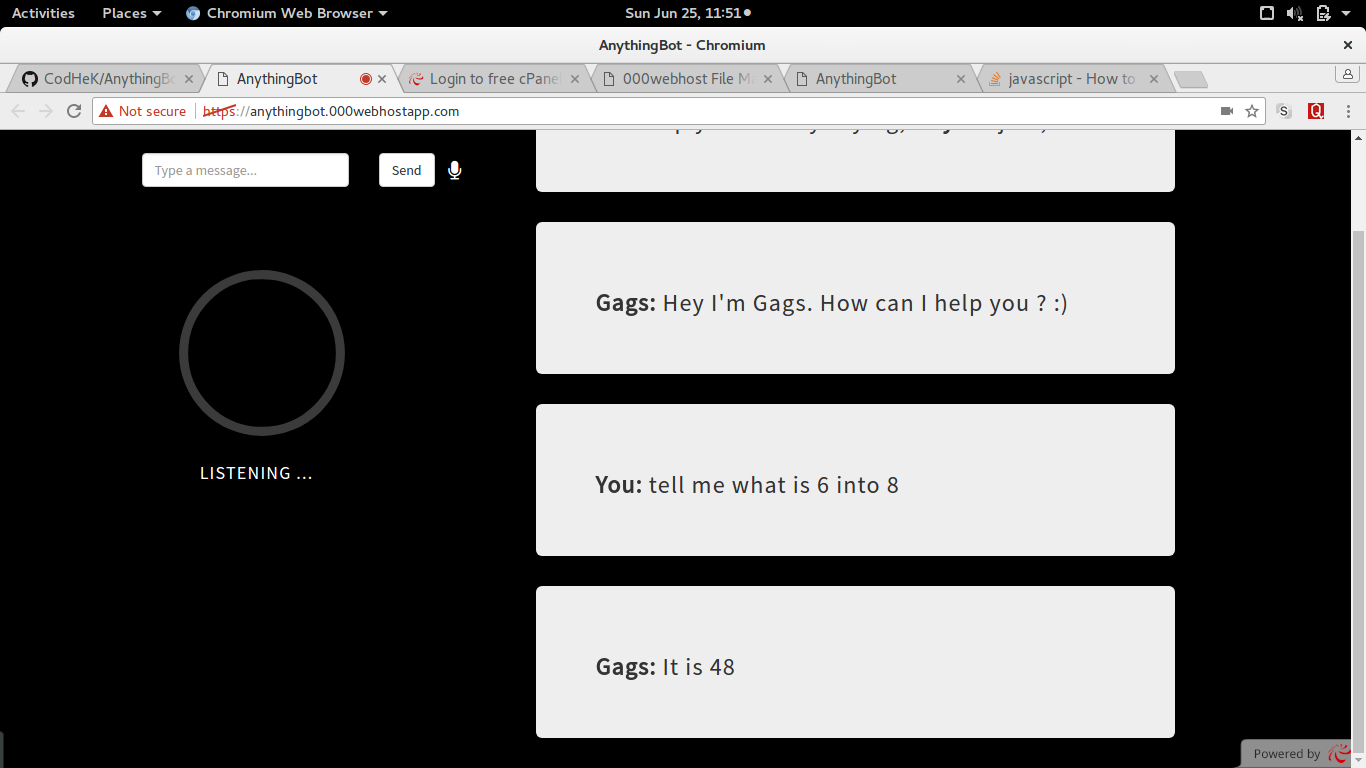 Activities Places Chromium Web Browser Sun Jun 25, 11:51
AnythingBot - Chromium
CodHeK/AnythingBo AnythingBot Login to free cPane 000webhost File M AnythingBot javascript - How to
Not secure https://anythingbot.000webhostapp.com
Type a message... Send
Gags: Hey I'm Gags. How can I help you ? :)
LISTENING ...
You: tell me what is 6 into 8
Gags: It is 48
Powered by